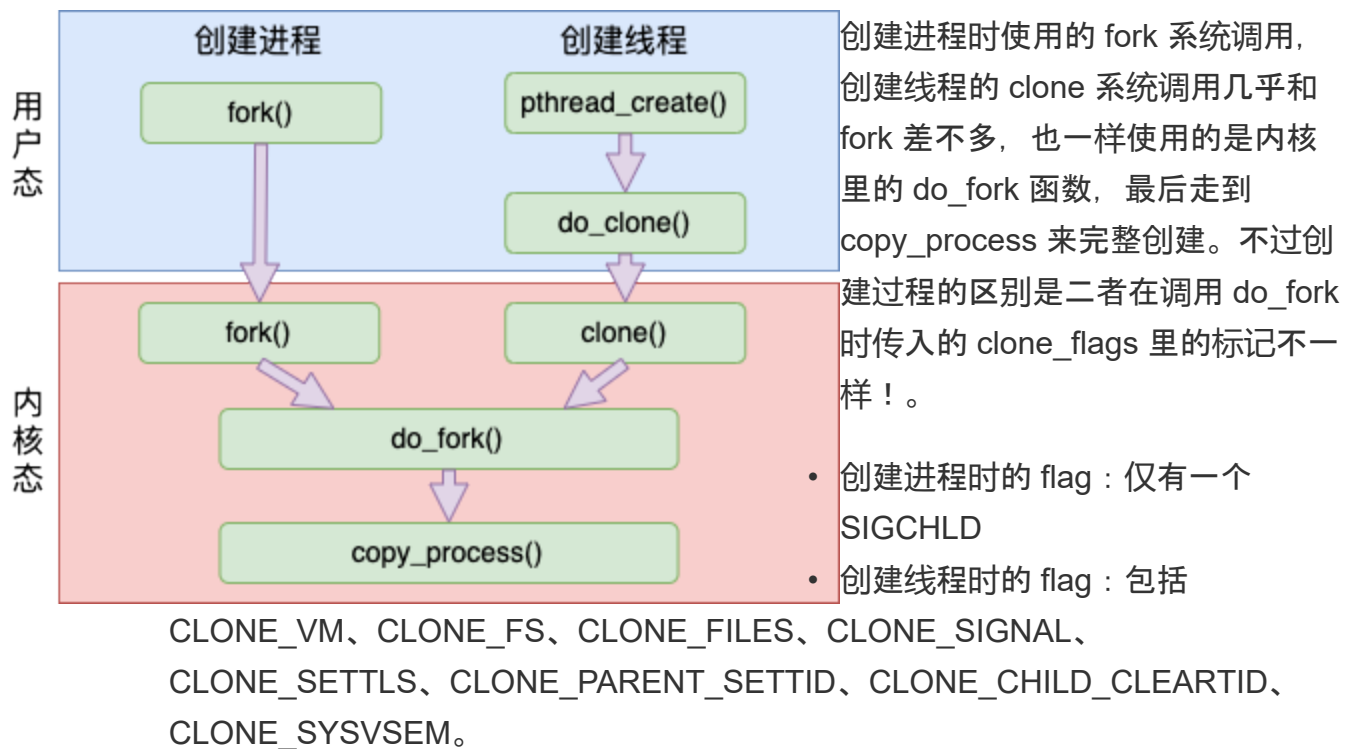 创建进程
创建线程
用户态
fork()
pthread_create()
do_clone()
内核态
fork()
clone()
do_fork()
copy_process()
创建进程时使用的 fork 系统调用,
创建线程的 clone 系统调用几乎和
fork 差不多，也一样使用的是内核
里的 do_fork 函数，最后走到
copy_process 来完整创建。不过创
建过程的区别是二者在调用 do_fork
时传入的 clone_flags 里的标记不一
样！。
• 创建进程时的 flag：仅有一个
SIGCHLD
• 创建线程时的 flag：包括
CLONE_VM、CLONE_FS、CLONE_FILES、CLONE_SIGNAL、
CLONE_SETTLS、CLONE_PARENT_SETTID、CLONE_CHILD_CLEARTID、
CLONE_SYSVSEM。